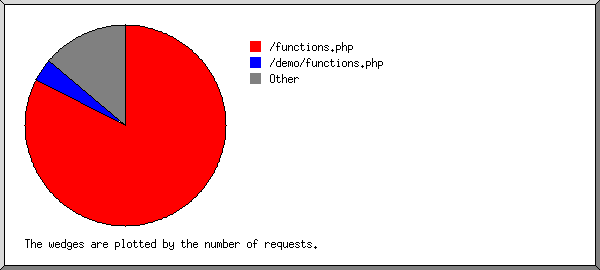 /functions.php
/demo/functions.php
Other
The wedges are plotted by the number of requests.